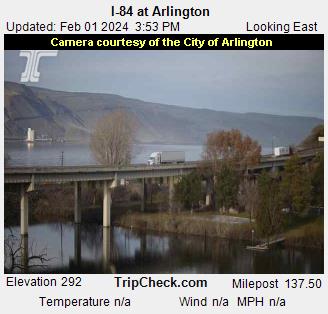 I-84 at Arlington
Updated: Feb 01 2024 3:53 PM Looking East
Camera courtesy of the City of Arlington
Elevation 292 TripCheck.com Milepost 137.50
Temperature n/a Wind n/a MPH n/a